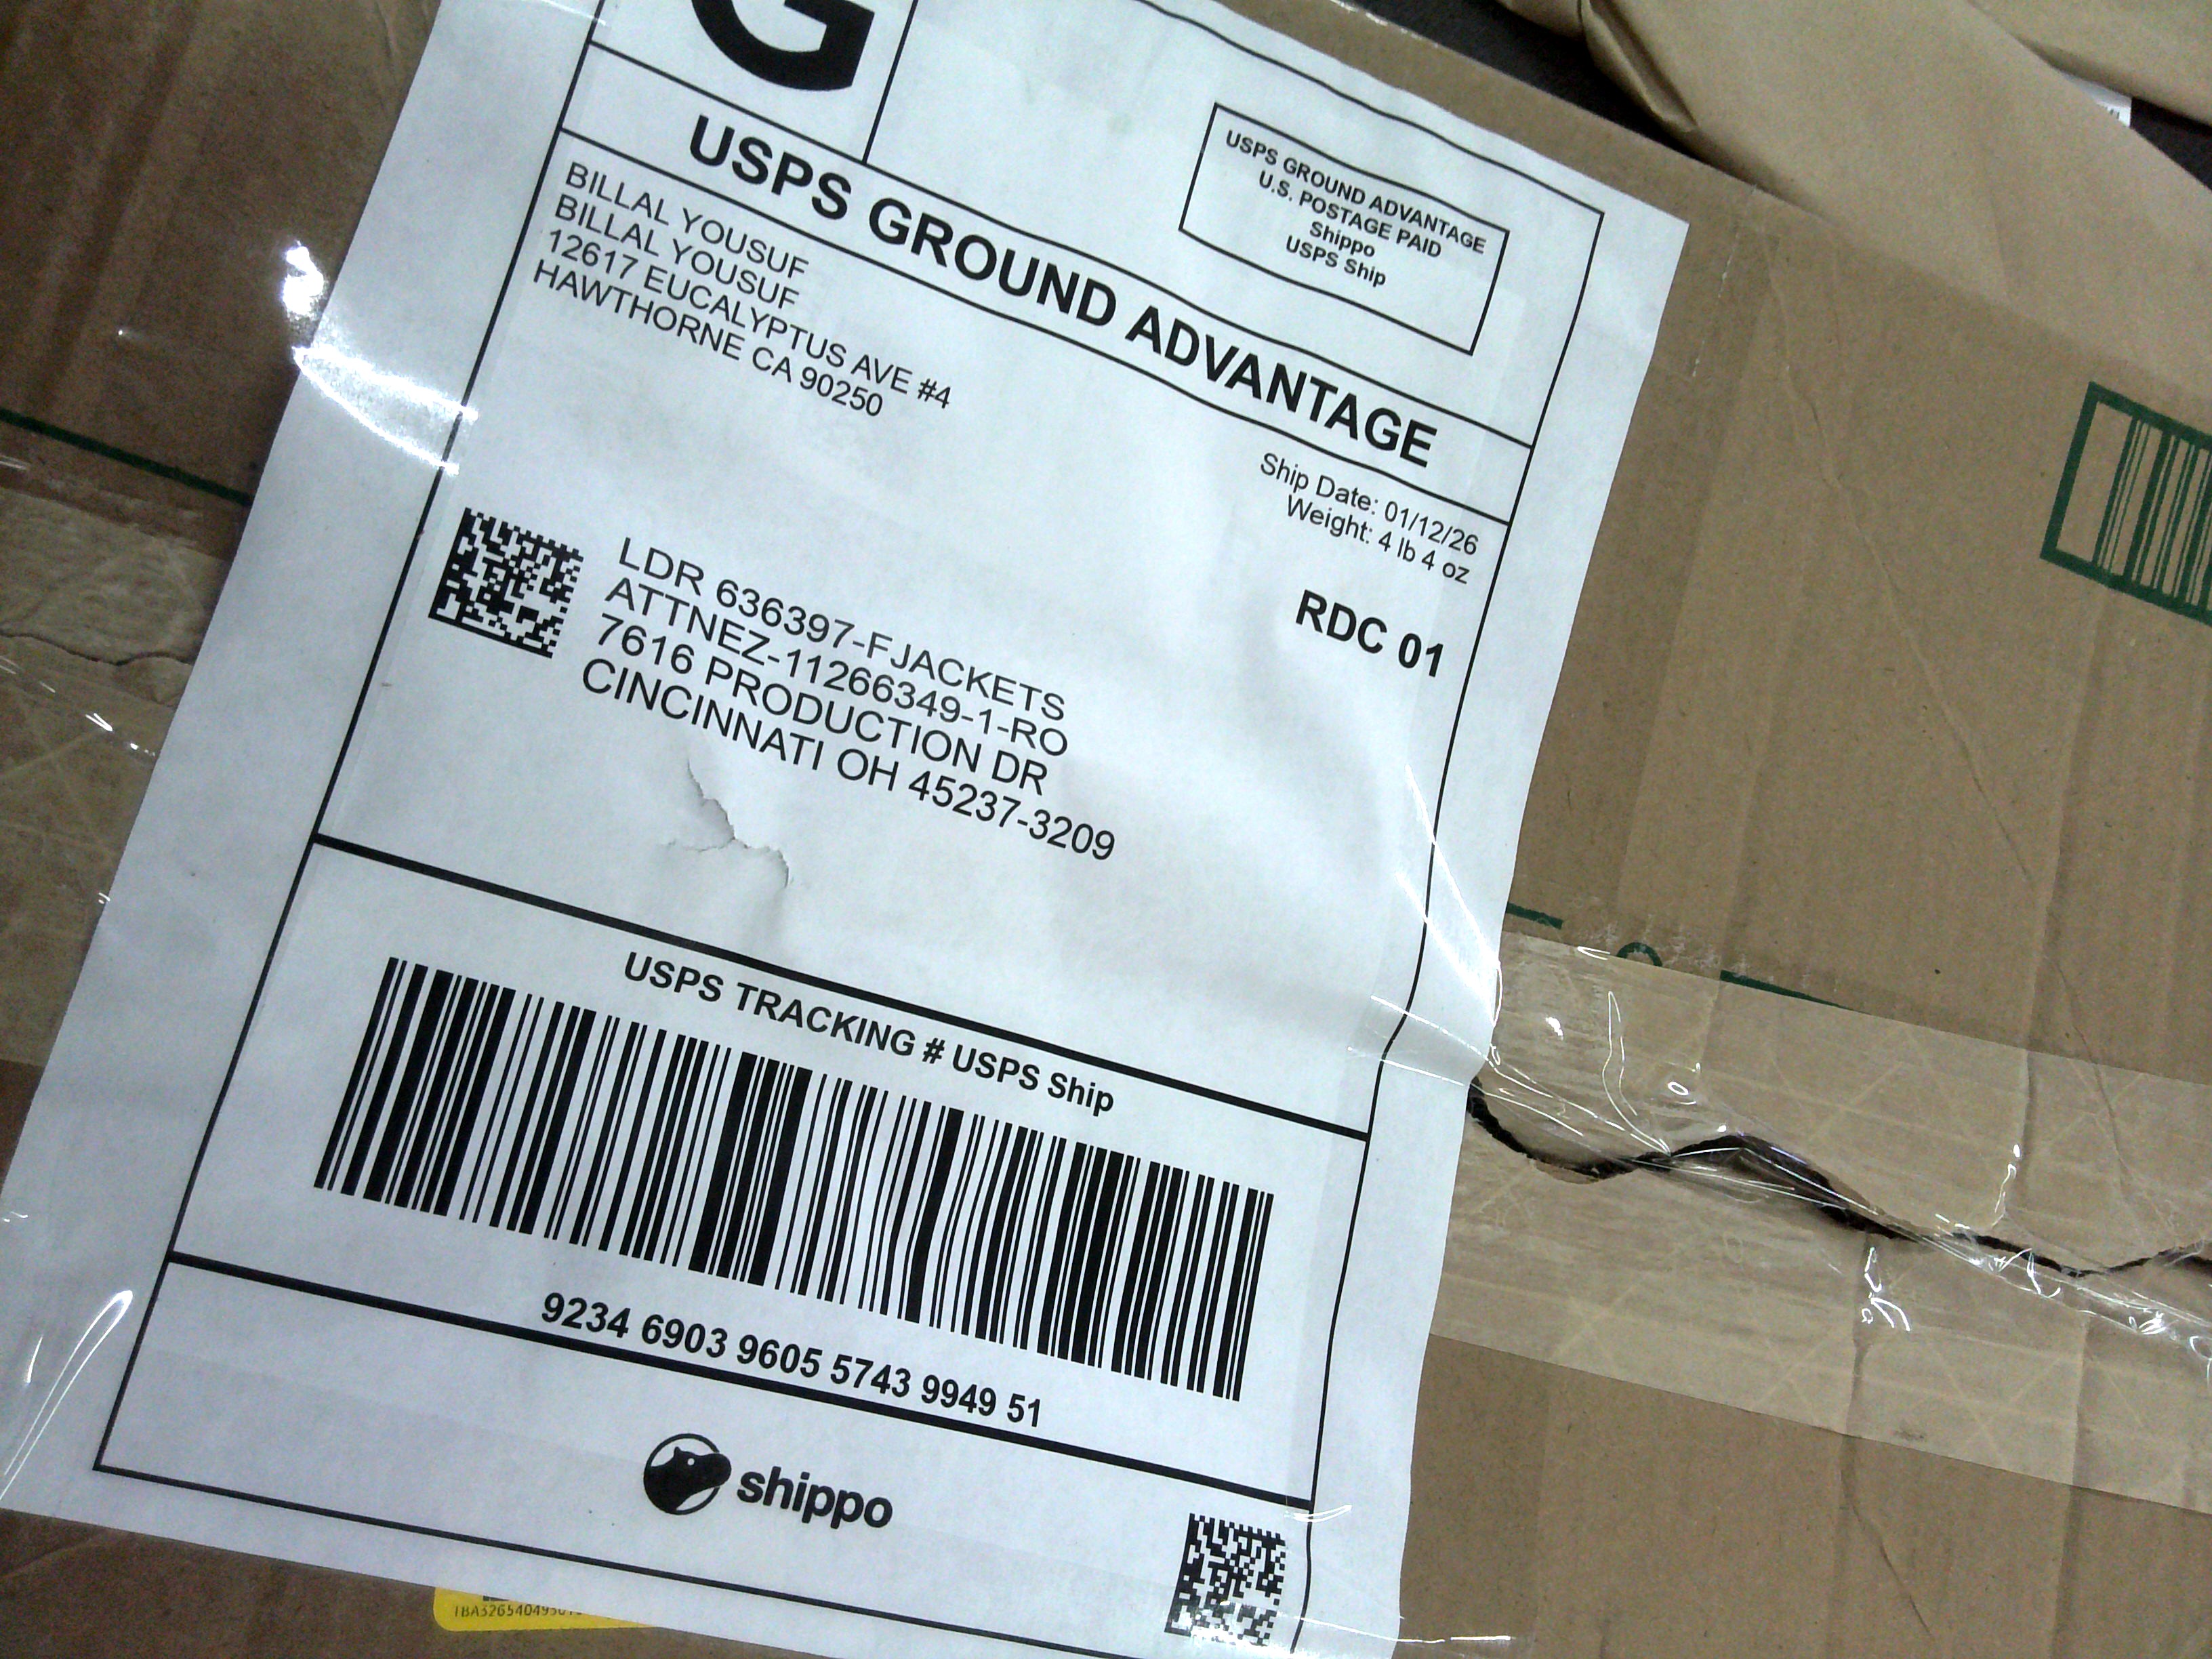 G
USPS GROUND ADVANTAGE
U.S. POSTAGE PAID
Shippo
USPS Ship
USPS GROUND ADVANTAGE
BILLAL YOUSUF
BILLAL YOUSUF
12617 EUCALYPTUS AVE #4
HAWTHORNE CA 90250
Ship Date: 01/12/26
Weight: 4 lb 4 oz
RDC 01
LDR 636397-FJACKETS
ATTNEZ-11266349-1-RO
7616 PRODUCTION DR
CINCINNATI OH 45237-3209
USPS TRACKING # USPS Ship
9234 6903 9605 5743 9949 51
shippo